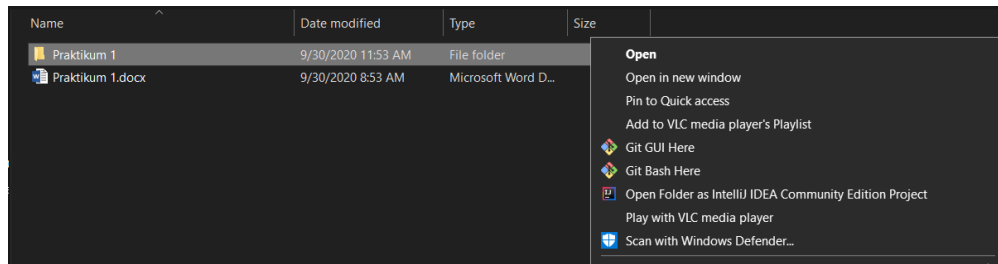 Name Date modified Type Size
Praktikum 1 9/30/2020 11:53 AM File folder
Praktikum 1.docx 9/30/2020 8:53 AM Microsoft Word D...
Open
Open in new window
Pin to Quick access
Add to VLC media player's Playlist
Git GUI Here
Git Bash Here
Open Folder as IntelliJ IDEA Community Edition Project
Play with VLC media player
Scan with Windows Defender...